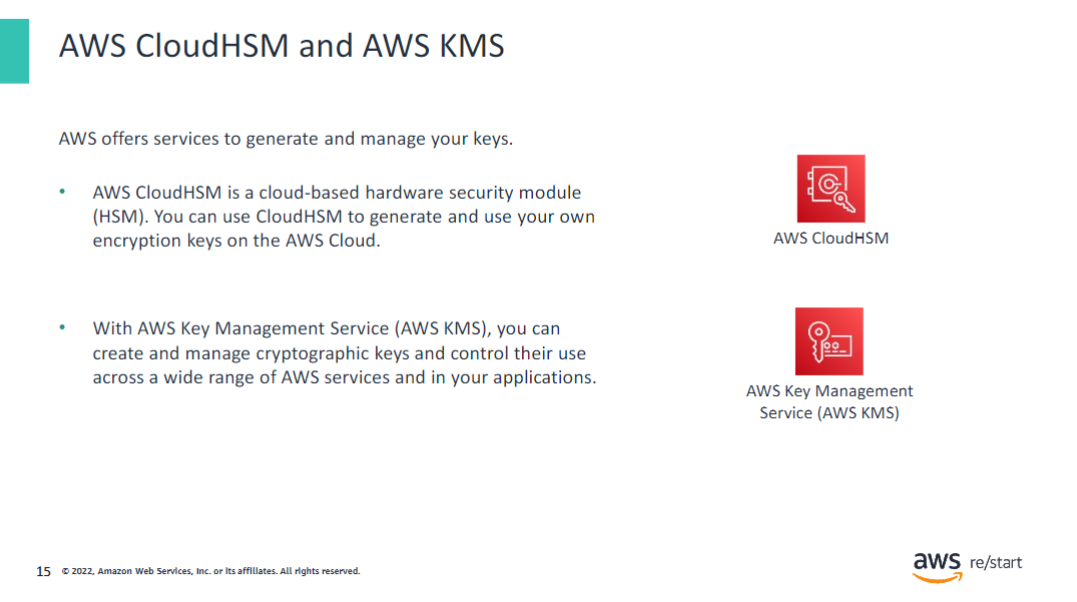 AWS CloudHSM and AWS KMS
AWS offers services to generate and manage your keys.
• AWS CloudHSM is a cloud-based hardware security module
(HSM). You can use CloudHSM to generate and use your own
encryption keys on the AWS Cloud.
AWS CloudHSM
• With AWS Key Management Service (AWS KMS), you can
create and manage cryptographic keys and control their use
across a wide range of AWS services and in your applications.
AWS Key Management
Service (AWS KMS)
15 © 2022, Amazon Web Services, Inc. or its affiliates. All rights reserved.
aws re/start